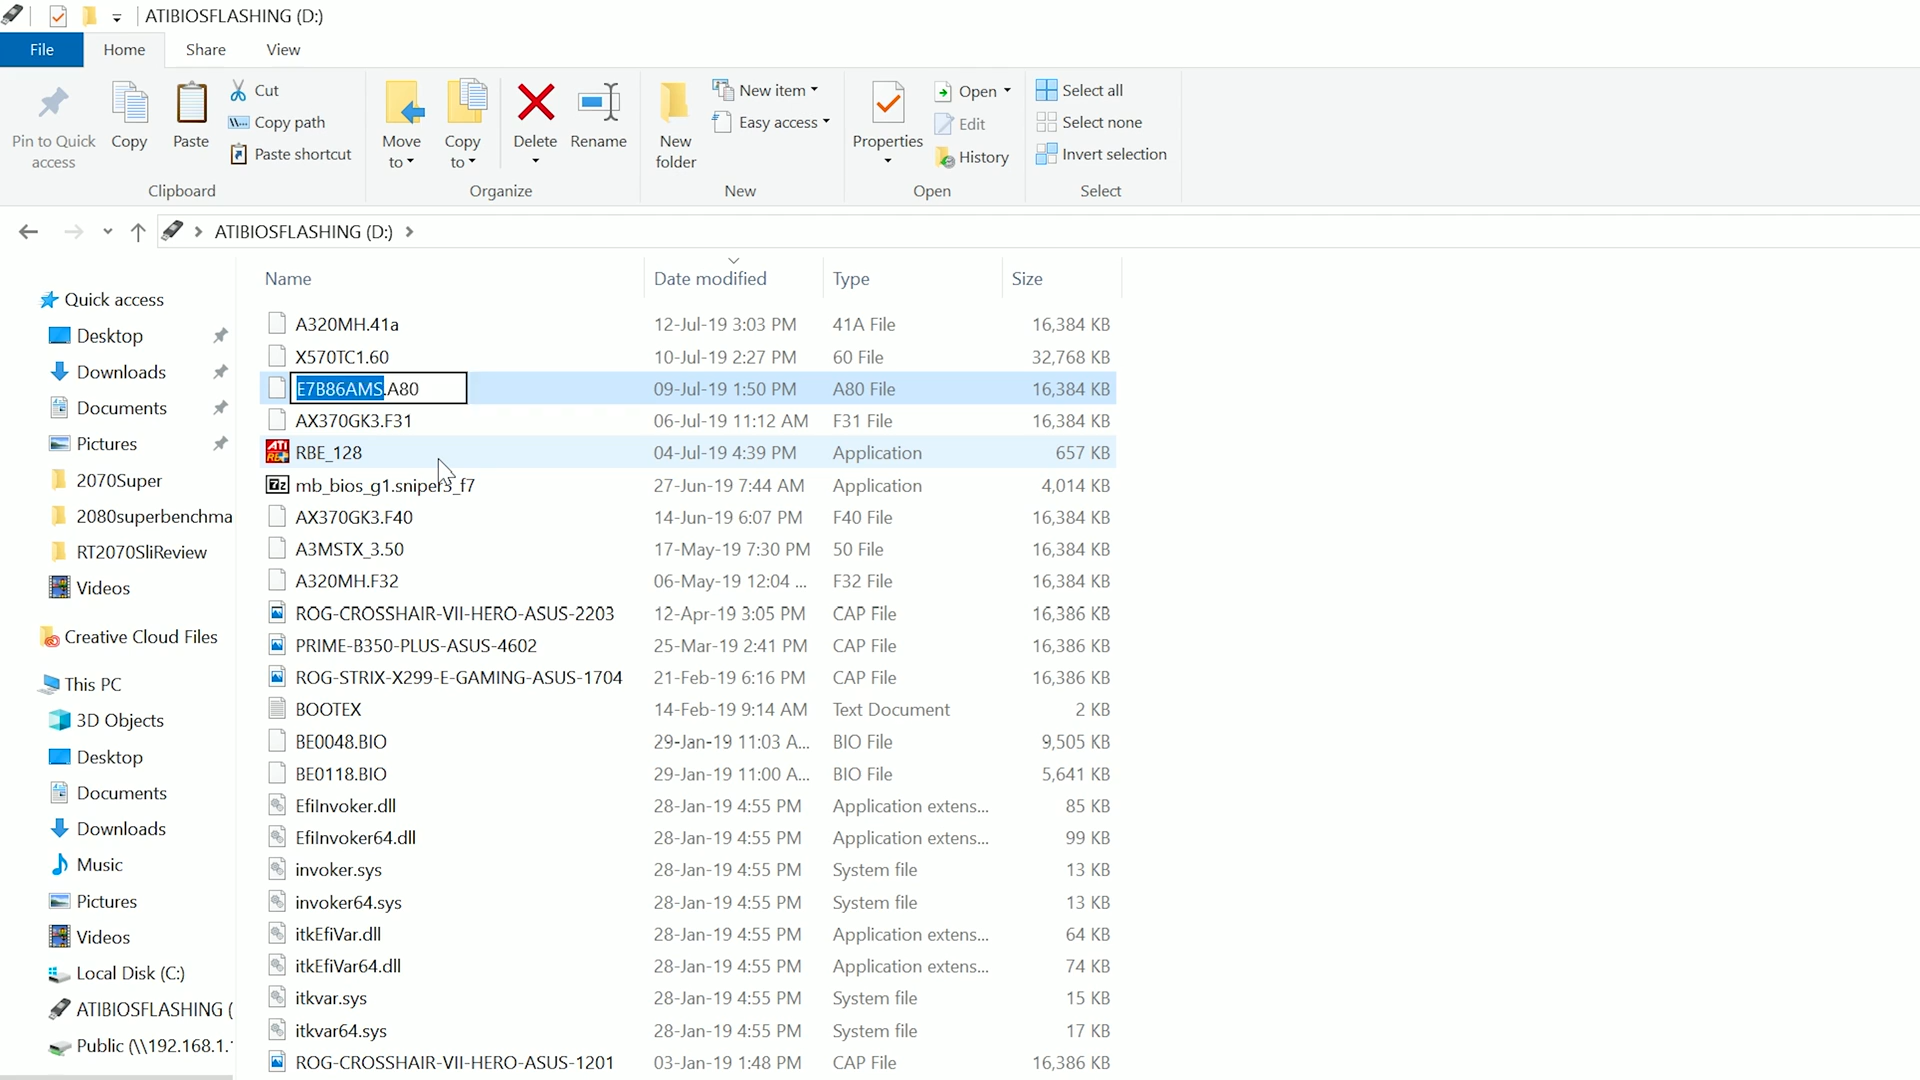 ATIBIOSFLASHING (D:)
File Home Share View
Pin to Quick access
Copy
Paste
Cut
Copy path
Paste shortcut
Clipboard
Move to
Copy to
Delete
Rename
Organize
New folder
New item
Easy access
New
Properties
Open
Edit
History
Open
Select all
Select none
Invert selection
Select
ATIBIOSFLASHING (D:)
Quick access
Desktop
Downloads
Documents
Pictures
2070Super
2080superbenchma
RT2070SliReview
Videos
Creative Cloud Files
This PC
3D Objects
Desktop
Documents
Downloads
Music
Pictures
Videos
Local Disk (C:)
ATIBIOSFLASHING (
Public (\\192.168.1.
Name Date modified Type Size
A320MH.41a 12-Jul-19 3:03 PM 41A File 16,384 KB
X570TC1.60 10-Jul-19 2:27 PM 60 File 32,768 KB
E7B86AMS.A80 09-Jul-19 1:50 PM A80 File 16,384 KB
AX370GK3.F31 06-Jul-19 11:12 AM F31 File 16,384 KB
RBE_128 04-Jul-19 4:39 PM Application 657 KB
mb_bios_g1.sniper3_f7 27-Jun-19 7:44 AM Application 4,014 KB
AX370GK3.F40 14-Jun-19 6:07 PM F40 File 16,384 KB
A3MSTX_3.50 17-May-19 7:30 PM 50 File 16,384 KB
A320MH.F32 06-May-19 12:04 ... F32 File 16,384 KB
ROG-CROSSHAIR-VII-HERO-ASUS-2203 12-Apr-19 3:05 PM CAP File 16,386 KB
PRIME-B350-PLUS-ASUS-4602 25-Mar-19 2:41 PM CAP File 16,386 KB
ROG-STRIX-X299-E-GAMING-ASUS-1704 21-Feb-19 6:16 PM CAP File 16,386 KB
BOOTEX 14-Feb-19 9:14 AM Text Document 2 KB
BE0048.BIO 29-Jan-19 11:03 A... BIO File 9,505 KB
BE0118.BIO 29-Jan-19 11:00 A... BIO File 5,641 KB
EfiInvoker.dll 28-Jan-19 4:55 PM Application extens... 85 KB
EfiInvoker64.dll 28-Jan-19 4:55 PM Application extens... 99 KB
invoker.sys 28-Jan-19 4:55 PM System file 13 KB
invoker64.sys 28-Jan-19 4:55 PM System file 13 KB
itkEfiVar.dll 28-Jan-19 4:55 PM Application extens... 64 KB
itkEfiVar64.dll 28-Jan-19 4:55 PM Application extens... 74 KB
itkvar.sys 28-Jan-19 4:55 PM System file 15 KB
itkvar64.sys 28-Jan-19 4:55 PM System file 17 KB
ROG-CROSSHAIR-VII-HERO-ASUS-1201 03-Jan-19 1:48 PM CAP File 16,386 KB